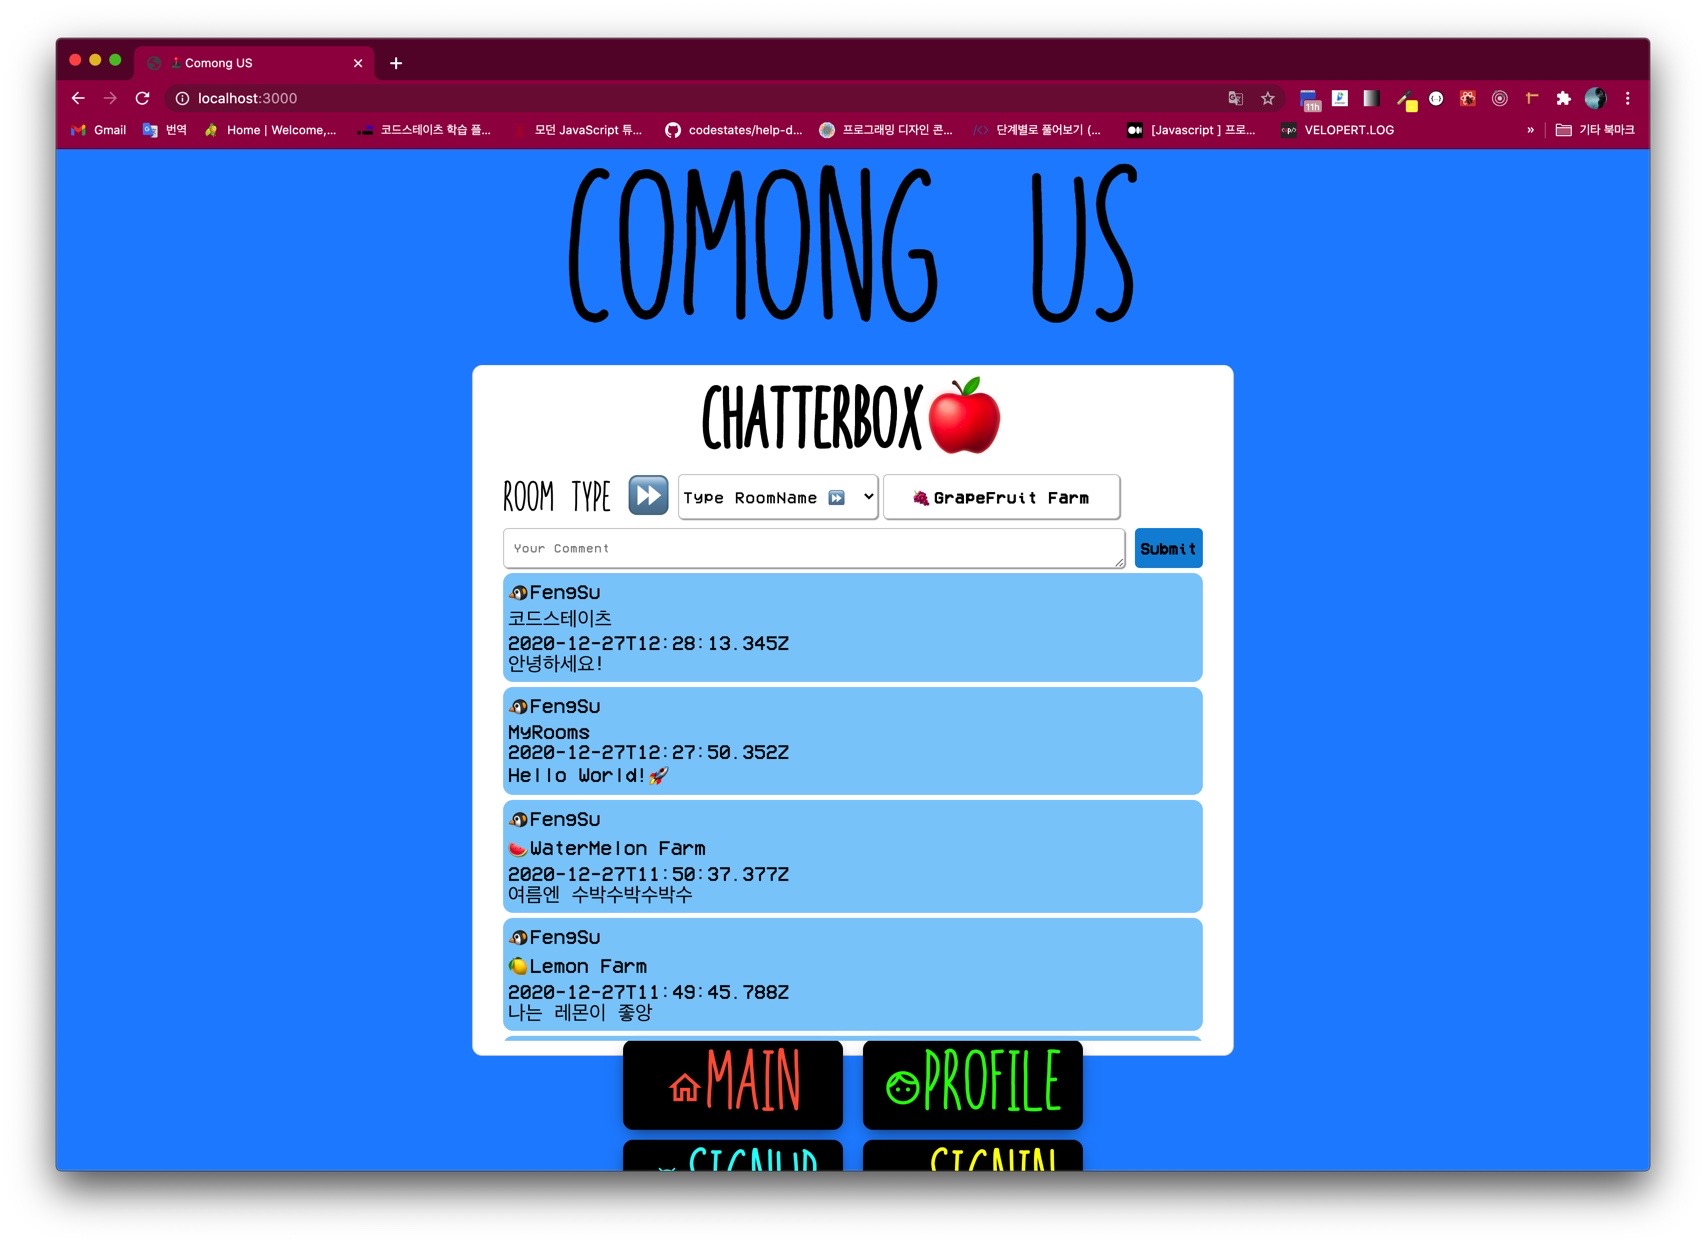 Comong US
localhost:3000
11h
Gmail 번역 Home | Welcome,... 코드스테이츠 학습 플... 모던 JavaScript 튜... codestates/help-d... 프로그래밍 디자인 콘... 단계별로 풀어보기 (... [Javascript ] 프로... VELOPERT.LOG » 기타 북마크
COMONG US
CHATTERBOX
ROOM TYPE Type RoomName GrapeFruit Farm
Your Comment Submit
FengSu
코드스테이츠
2020-12-27T12:28:13.345Z
안녕하세요!
FengSu
MyRooms
2020-12-27T12:27:50.352Z
Hello World!🚀
FengSu
🍉WaterMelon Farm
2020-12-27T11:50:37.377Z
여름엔 수박수박수박수
FengSu
🍋Lemon Farm
2020-12-27T11:49:45.788Z
나는 레몬이 좋앙
MAIN PROFILE
SIGNUP SIGNIN